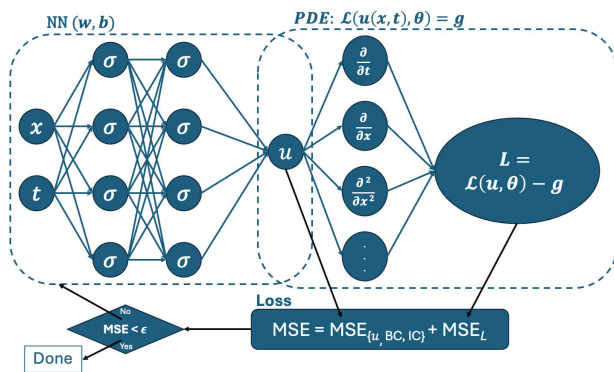 NN (w, b)
PDE: ℒ(u(x, t), θ) = g
σ σ
∂/∂t
x σ σ
∂/∂x
u
L =
ℒ(u, θ) − g
t σ σ
∂²/∂x²
σ σ
.
.
.
Loss
No
MSE < ϵ
Yes
MSE = MSE{u, BC, IC} + MSE_L
Done